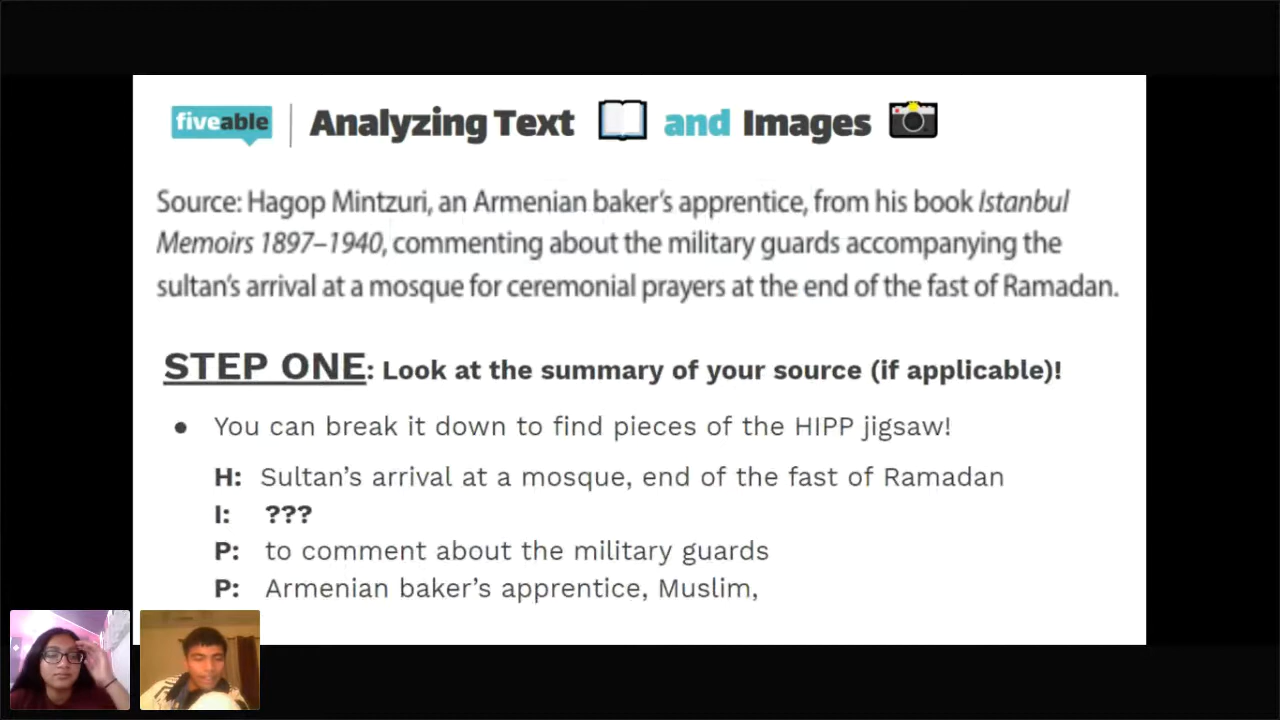 fiveable
Analyzing Text and Images
Source: Hagop Mintzuri, an Armenian baker's apprentice, from his book Istanbul
Memoirs 1897–1940, commenting about the military guards accompanying the
sultan's arrival at a mosque for ceremonial prayers at the end of the fast of Ramadan.
STEP ONE: Look at the summary of your source (if applicable)!
● You can break it down to find pieces of the HIPP jigsaw!
H: Sultan's arrival at a mosque, end of the fast of Ramadan
I: ???
P: to comment about the military guards
P: Armenian baker's apprentice, Muslim,